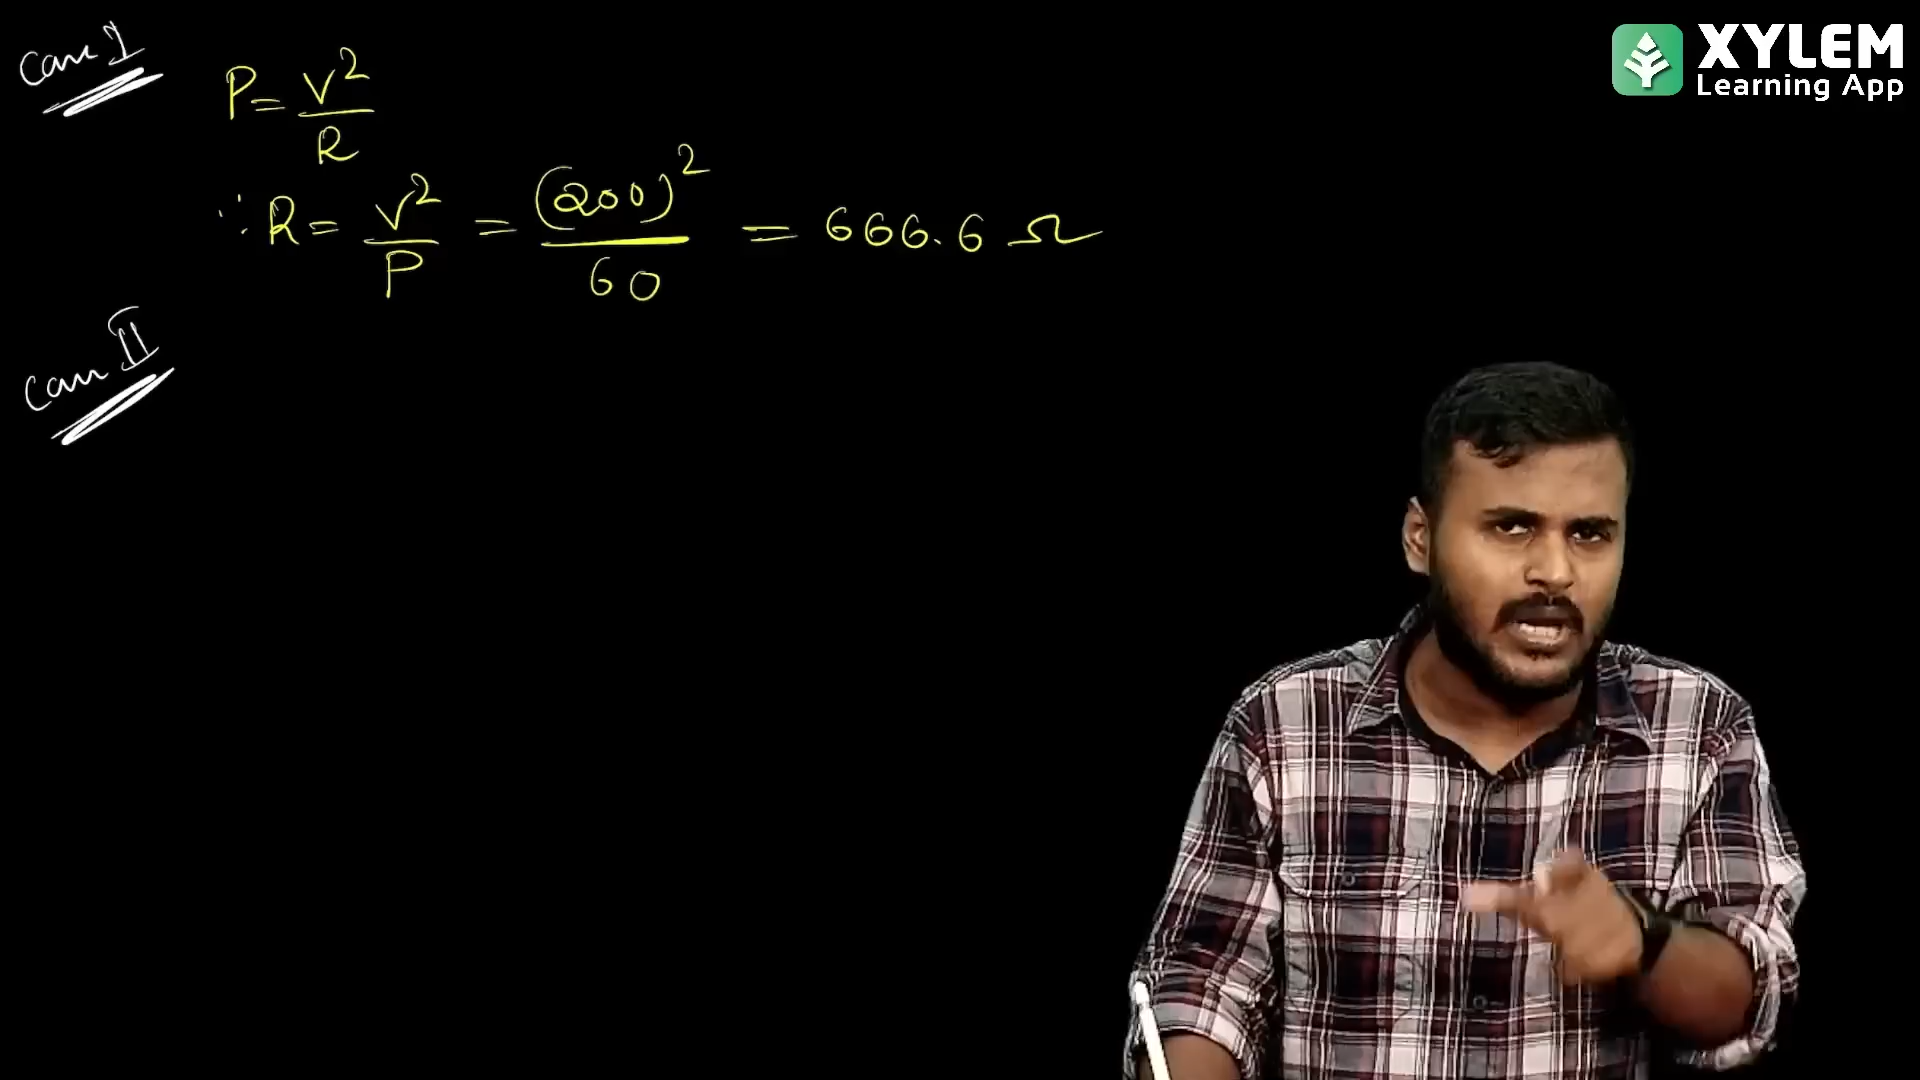 Case I
XYLEM
Learning App
P = V²/R
∵ R = V²/P = (200)²/60 = 666.6 Ω
Case II